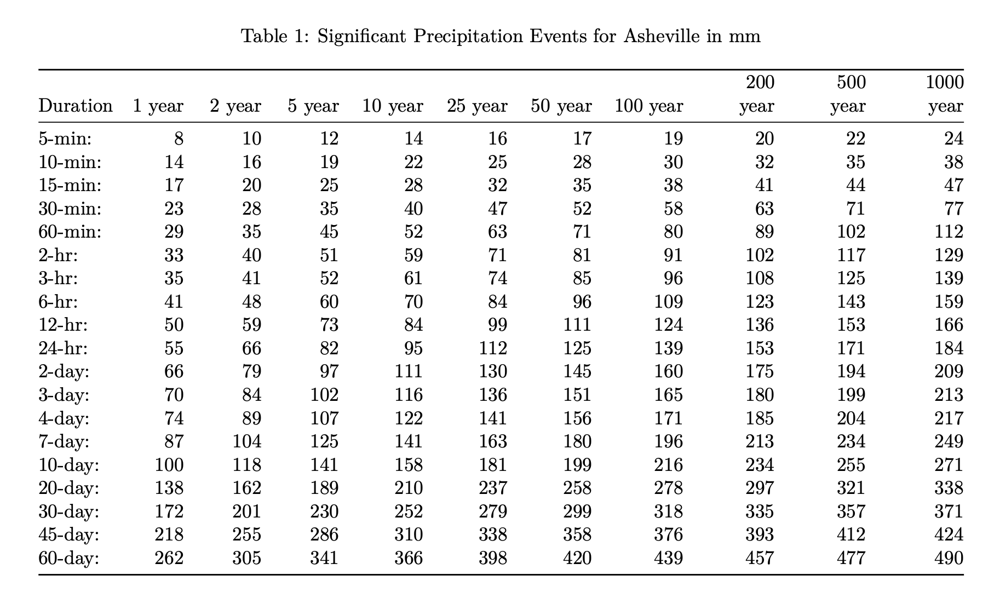 Table 1: Significant Precipitation Events for Asheville in mm
200 500 1000
Duration 1 year 2 year 5 year 10 year 25 year 50 year 100 year year year year
5-min: 8 10 12 14 16 17 19 20 22 24
10-min: 14 16 19 22 25 28 30 32 35 38
15-min: 17 20 25 28 32 35 38 41 44 47
30-min: 23 28 35 40 47 52 58 63 71 77
60-min: 29 35 45 52 63 71 80 89 102 112
2-hr: 33 40 51 59 71 81 91 102 117 129
3-hr: 35 41 52 61 74 85 96 108 125 139
6-hr: 41 48 60 70 84 96 109 123 143 159
12-hr: 50 59 73 84 99 111 124 136 153 166
24-hr: 55 66 82 95 112 125 139 153 171 184
2-day: 66 79 97 111 130 145 160 175 194 209
3-day: 70 84 102 116 136 151 165 180 199 213
4-day: 74 89 107 122 141 156 171 185 204 217
7-day: 87 104 125 141 163 180 196 213 234 249
10-day: 100 118 141 158 181 199 216 234 255 271
20-day: 138 162 189 210 237 258 278 297 321 338
30-day: 172 201 230 252 279 299 318 335 357 371
45-day: 218 255 286 310 338 358 376 393 412 424
60-day: 262 305 341 366 398 420 439 457 477 490